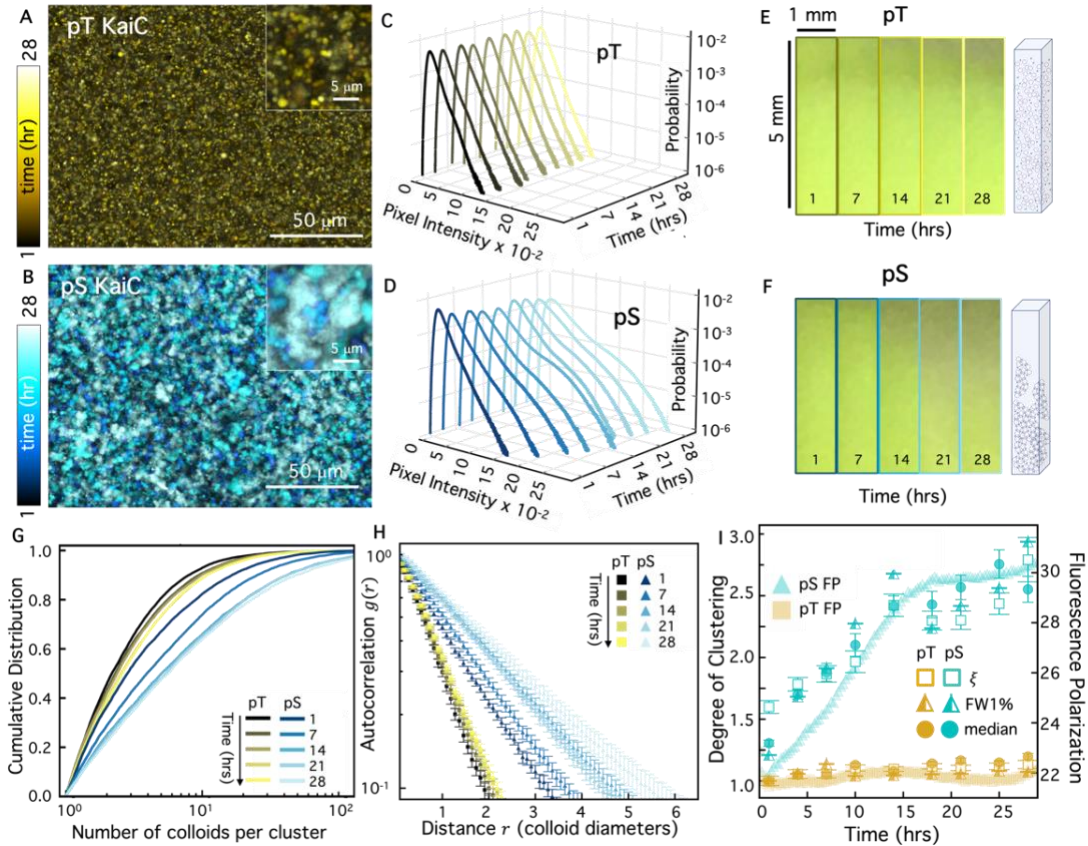 A
pT KaiC
28
time (hr)
1
5 μm
50 μm
B
pS KaiC
28
time (hr)
1
5 μm
50 μm
C
pT
10-2
10-3
10-4
10-5
10-6
Probability
0
5
10
15
20
25
Pixel Intensity x 10-2
1
7
14
21
28
Time (hrs)
D
pS
10-2
10-3
10-4
10-5
10-6
Probability
0
5
10
15
20
25
Pixel Intensity x 10-2
1
7
14
21
28
Time (hrs)
E
1 mm
pT
5 mm
1 7 14 21 28
Time (hrs)
F
pS
1 7 14 21 28
Time (hrs)
G
Cumulative Distribution
1.0
0.8
0.6
0.4
0.2
0.0
pT pS
Time (hrs)
1
7
14
21
28
100 101 102
Number of colloids per cluster
H
Autocorrelation g(r)
100
10-1
pT pS
Time (hrs)
1
7
14
21
28
1 2 3 4 5 6
Distance r (colloid diameters)
I
Degree of Clustering
3.0
2.5
2.0
1.5
1.0
pS FP
pT FP
pT pS
ξ
FW1%
median
30
28
26
24
22
Fluorescence Polarization
0 5 10 15 20 25
Time (hrs)